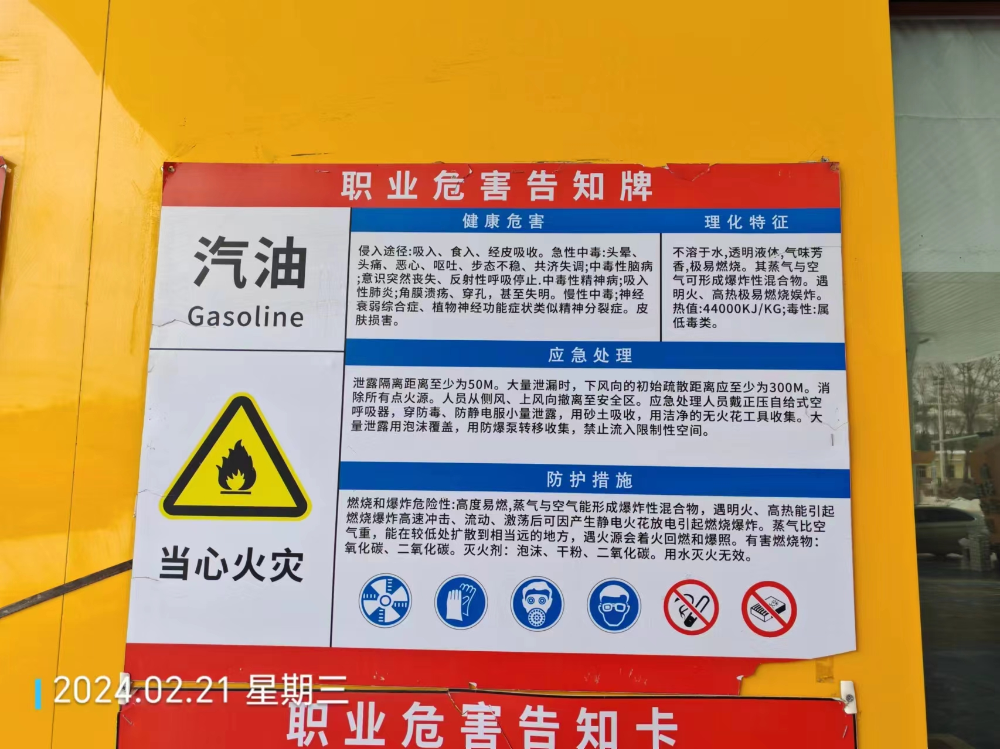 职业危害告知牌
汽油
Gasoline
当心火灾
健康危害
侵入途径:吸入、食入、经皮吸收。急性中毒:头晕、
头痛、恶心、呕吐、步态不稳、共济失调;中毒性脑病
;意识突然丧失、反射性呼吸停止.中毒性精神病;吸入
性肺炎;角膜溃疡、穿孔，甚至失明。慢性中毒;神经
衰弱综合症、植物神经功能症状类似精神分裂症。皮
肤损害。
理化特征
不溶于水,透明液体,气味芳
香,极易燃烧。其蒸气与空
气可形成爆炸性混合物。遇
明火、高热极易燃烧娱炸。
热值:44000KJ/KG;毒性:属
低毒类。
应急处理
泄露隔离距离至少为50M。大量泄漏时，下风向的初始疏散距离应至少为300M。消
除所有点火源。人员从侧风、上风向撤离至安全区。应急处理人员戴正压自给式空
呼吸器，穿防毒、防静电服小量泄露，用砂土吸收，用洁净的无火花工具收集。大
量泄露用泡沫覆盖，用防爆泵转移收集，禁止流入限制性空间。
防护措施
燃烧和爆炸危险性:高度易燃,蒸气与空气能形成爆炸性混合物，遇明火、高热能引起
燃烧爆炸高速冲击、流动、激荡后可因产生静电火花放电引起燃烧爆炸。蒸气比空
气重，能在较低处扩散到相当远的地方，遇火源会着火回燃和爆照。有害燃烧物：
氧化碳、二氧化碳。灭火剂：泡沫、干粉、二氧化碳。用水灭火无效。
2024.02.21 星期三
职业危害告知卡